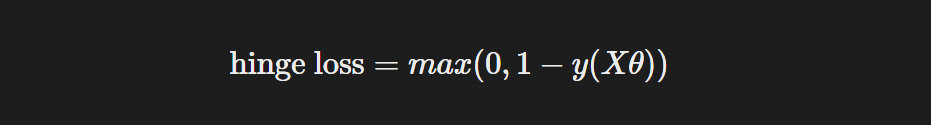 hinge loss = max(0, 1 − y(Xθ))